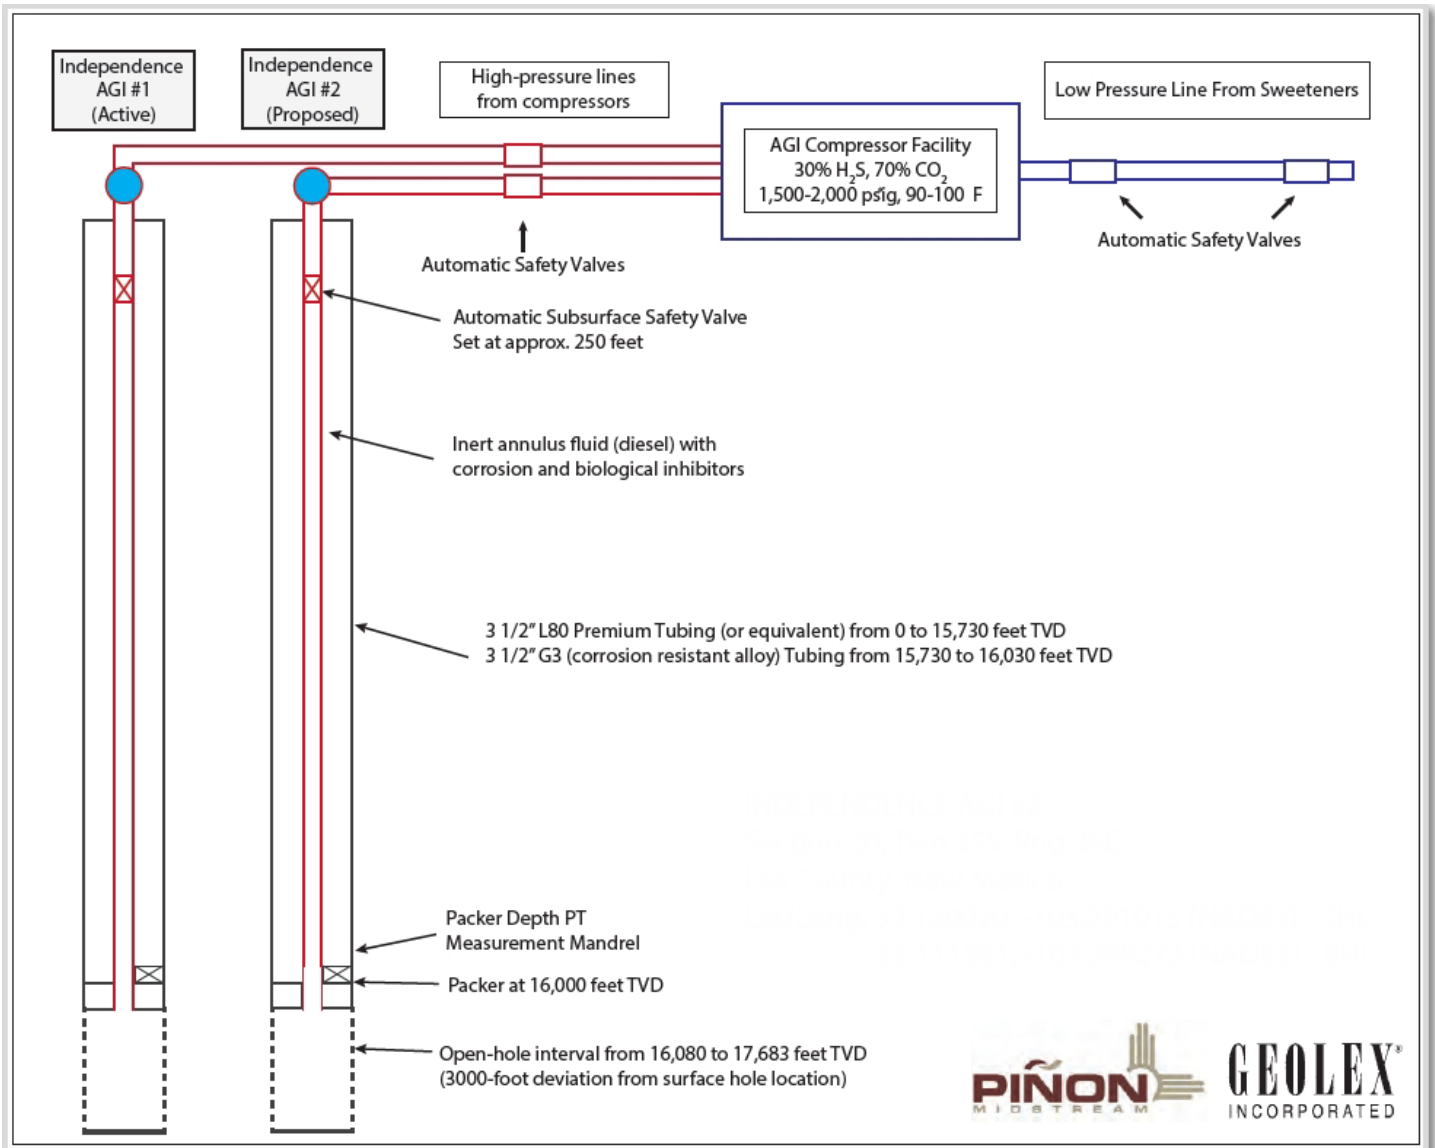 Independence
AGI #1
(Active)
Independence
AGI #2
(Proposed)
High-pressure lines
from compressors
Low Pressure Line From Sweeteners
AGI Compressor Facility
30% H₂S, 70% CO₂
1,500-2,000 psig, 90-100 F
Automatic Safety Valves
Automatic Safety Valves
Automatic Subsurface Safety Valve
Set at approx. 250 feet
Inert annulus fluid (diesel) with
corrosion and biological inhibitors
3 1/2" L80 Premium Tubing (or equivalent) from 0 to 15,730 feet TVD
3 1/2" G3 (corrosion resistant alloy) Tubing from 15,730 to 16,030 feet TVD
Packer Depth PT
Measurement Mandrel
Packer at 16,000 feet TVD
Open-hole interval from 16,080 to 17,683 feet TVD
(3000-foot deviation from surface hole location)
PIÑON
MIDSTREAM
GEOLEX®
INCORPORATED